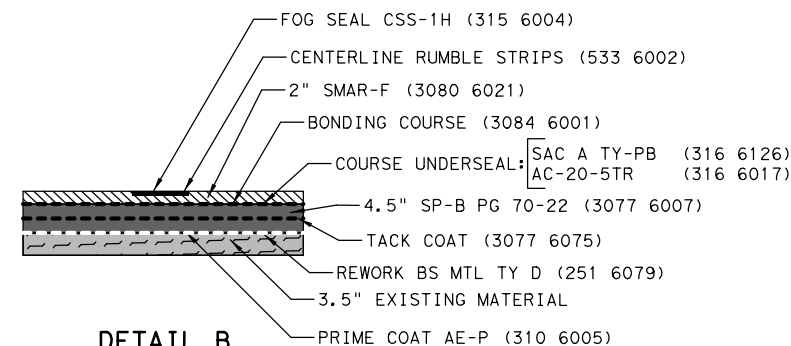 FOG SEAL CSS-1H (315 6004)
CENTERLINE RUMBLE STRIPS (533 6002)
2" SMAR-F (3080 6021)
BONDING COURSE (3084 6001)
COURSE UNDERSEAL: SAC A TY-PB (316 6126)
AC-20-5TR (316 6017)
4.5" SP-B PG 70-22 (3077 6007)
TACK COAT (3077 6075)
REWORK BS MTL TY D (251 6079)
3.5" EXISTING MATERIAL
PRIME COAT AE-P (310 6005)
DETAIL B